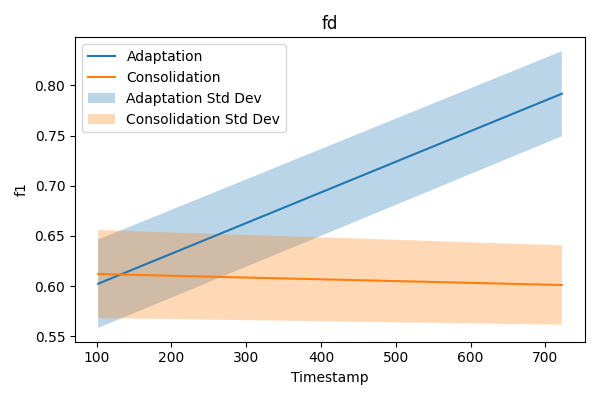 fd
Adaptation
Consolidation
Adaptation Std Dev
Consolidation Std Dev
0.80
0.75
0.70
0.65
0.60
0.55
f1
100 200 300 400 500 600 700
Timestamp